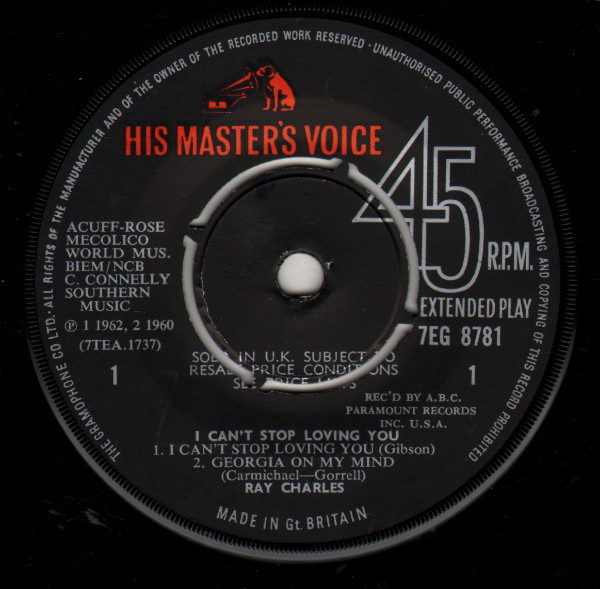 THE GRAMOPHONE CO LTD.·ALL RIGHTS OF THE MANUFACTURER AND OF THE OWNER OF THE RECORDED WORK RESERVED·UNAUTHORISED PUBLIC PERFORMANCE BROADCASTING AND COPYING OF THIS RECORD PROHIBITED
HIS MASTER'S VOICE
45
R.P.M.
EXTENDED PLAY
7EG 8781
ACUFF-ROSE
MECOLICO
WORLD MUS.
BIEM/NCB
C. CONNELLY
SOUTHERN
MUSIC
℗ 1 1962, 2 1960
(7TEA.1737)
1
SOLD IN U.K. SUBJECT TO
RESALE PRICE CONDITIONS
SEE PRICE LISTS
1
REC'D BY A.B.C.
PARAMOUNT RECORDS
INC. U.S.A.
I CAN'T STOP LOVING YOU
1. I CAN'T STOP LOVING YOU (Gibson)
2. GEORGIA ON MY MIND
(Carmichael—Gorrell)
RAY CHARLES
MADE IN Gt. BRITAIN